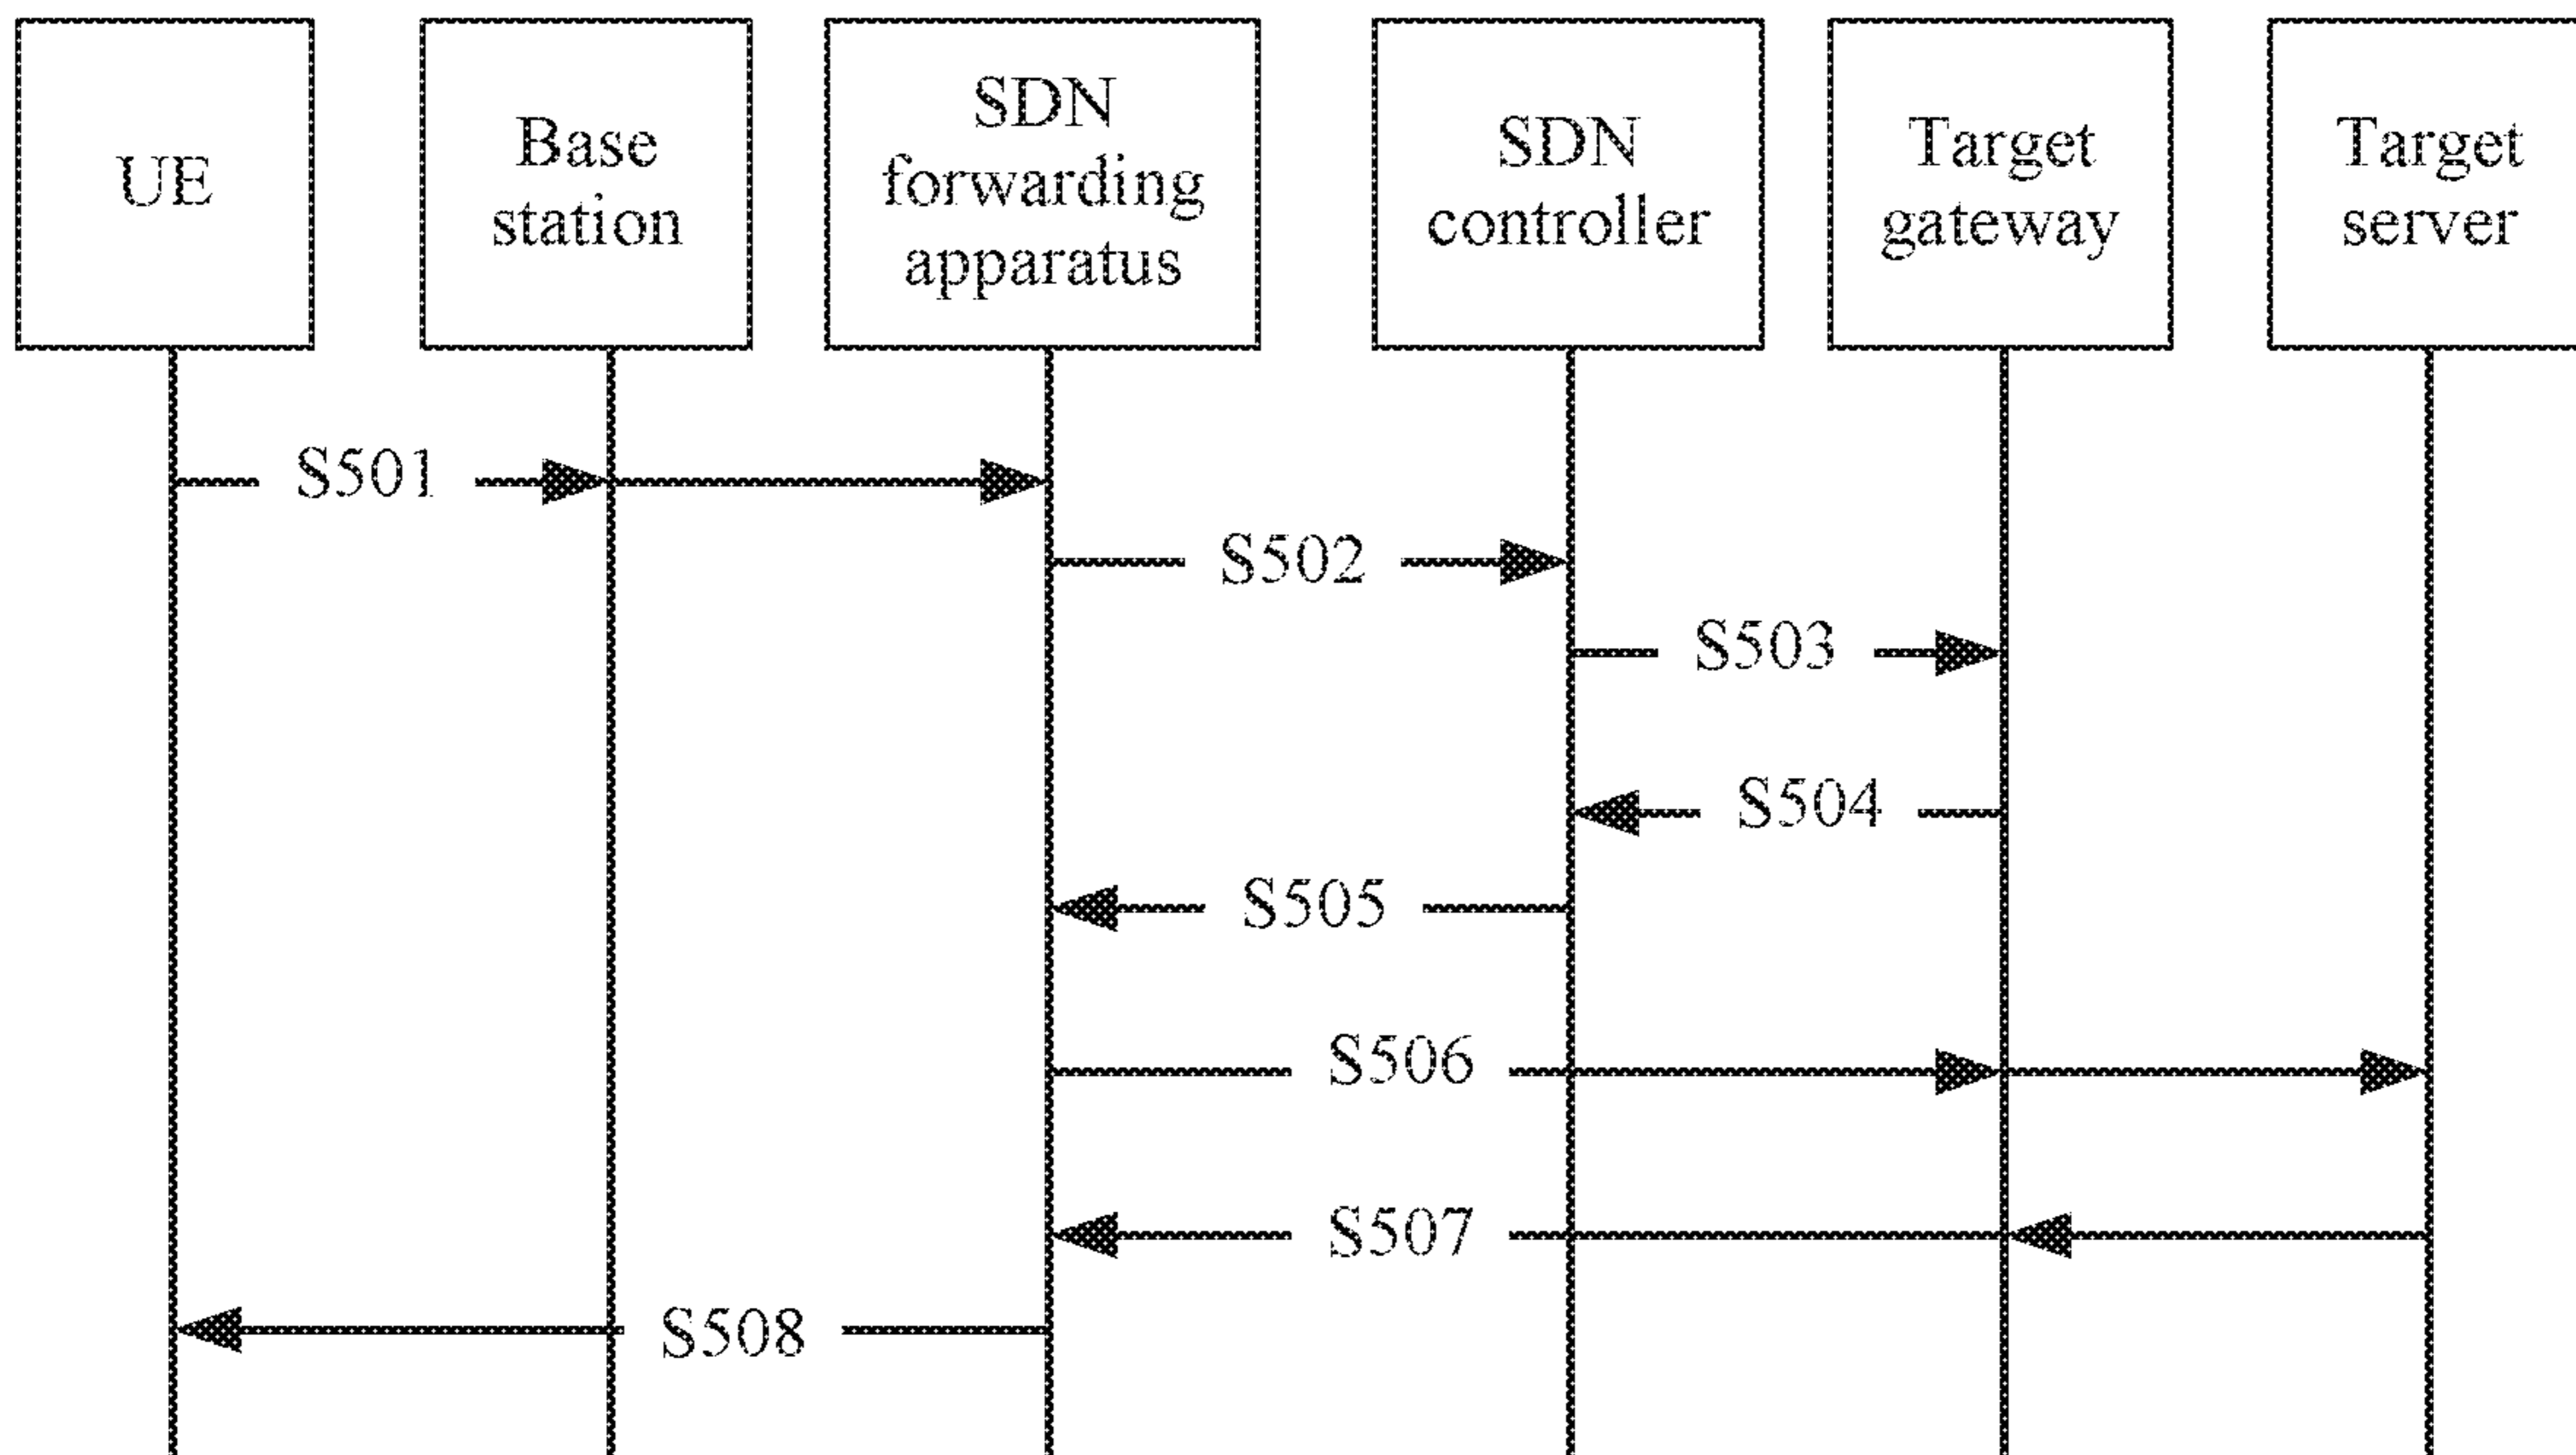 UE
Base
station
SDN
forwarding
apparatus
SDN
controller
Target
gateway
Target
server
S501
S502
S503
S504
S505
S506
S507
S508